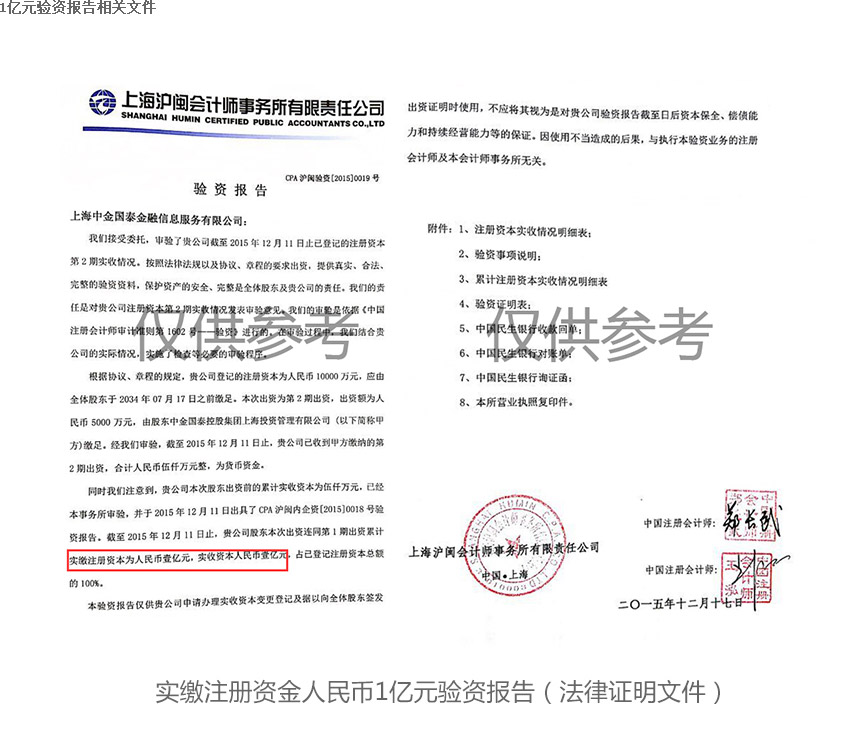 1亿元验资报告相关文件
上海沪闽会计师事务所有限责任公司
SHANGHAI HUMIN CERTIFIED PUBLIC ACCOUNTANTS CO.,LTD
CPA 沪闽验资[2015]0019 号
验 资 报 告
上海中金国泰金融信息服务有限公司：
我们接受委托，审验了贵公司截至 2015 年 12 月 11 日止已登记的注册资本
第 2 期实收情况。按照法律法规以及协议、章程的要求出资，提供真实、合法、
完整的验资资料，保护资产的安全、完整是全体股东及贵公司的责任。我们的责
任是对贵公司注册资本第 2 期实收情况发表审验意见。我们的审验是依据《中国
注册会计师审计准则第 1602 号——验资》进行的。在审验过程中，我们结合贵
公司的实际情况，实施了检查等必要的审验程序。
根据协议、章程的规定，贵公司登记的注册资本为人民币 10000 万元，应由
全体股东于 2034 年 07 月 17 日之前缴足。本次出资为第 2 期出资，出资额为人
民币 5000 万元，由股东中金国泰控股集团上海投资管理有限公司（以下简称甲
方)缴足。经我们审验，截至 2015 年 12 月 11 日止，贵公司已收到甲方缴纳的第
2 期出资，合计人民币伍仟万元整，为货币资金。
同时我们注意到，贵公司本次股东出资前的累计实收资本为伍仟万元，已经
本事务所审验，并于 2015 年 12 月 11 日出具了 CPA 沪闽内企资[2015]0018 号验
资报告。截至 2015 年 12 月 11 日止，贵公司股东本次出资连同第 1 期出资累计
实缴注册资本为人民币壹亿元，实收资本人民币壹亿元，占已登记注册资本总额
的 100%。
本验资报告仅供贵公司申请办理实收资本变更登记及据以向全体股东签发
仅供参考
出资证明时使用，不应将其视为是对贵公司验资报告截至日后资本保全、偿债能
力和持续经营能力等的保证。因使用不当造成的后果，与执行本验资业务的注册
会计师及本会计师事务所无关。
附件：1、注册资本实收情况明细表；
2、验资事项说明；
3、累计注册资本实收情况明细表
4、验资证明表；
5、中国民生银行收款回单；
6、中国民生银行对账单；
7、中国民生银行询证函；
8、本所营业执照复印件。
仅供参考
上海沪闽会计师事务所有限责任公司
中国●上海
中国注册会计师：
中国注册会计师：
二〇一五年十二月十七日
实缴注册资金人民币1亿元验资报告（法律证明文件）